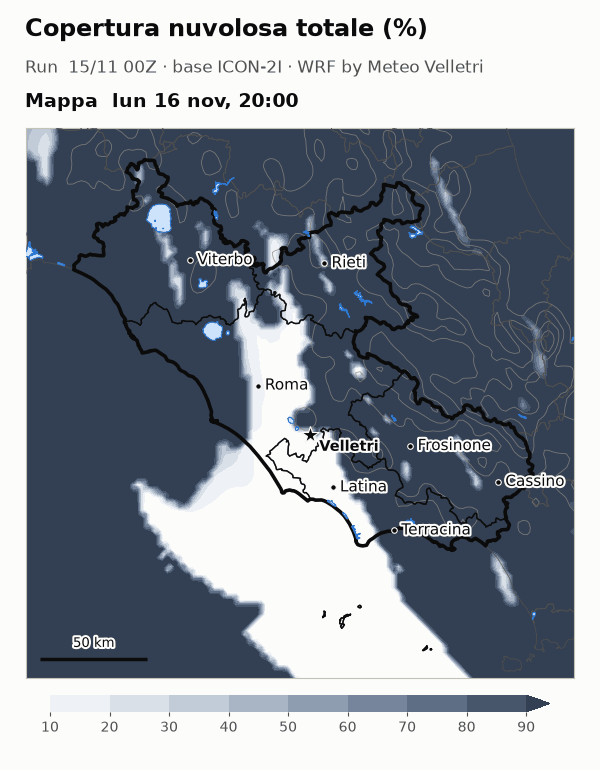 Copertura nuvolosa totale (%)
Run  15/11 00Z · base ICON-2I · WRF by Meteo Velletri
Mappa  lun 16 nov, 20:00
Viterbo
Rieti
Roma
Velletri
Frosinone
Latina
Cassino
Terracina
50 km
10 20 30 40 50 60 70 80 90